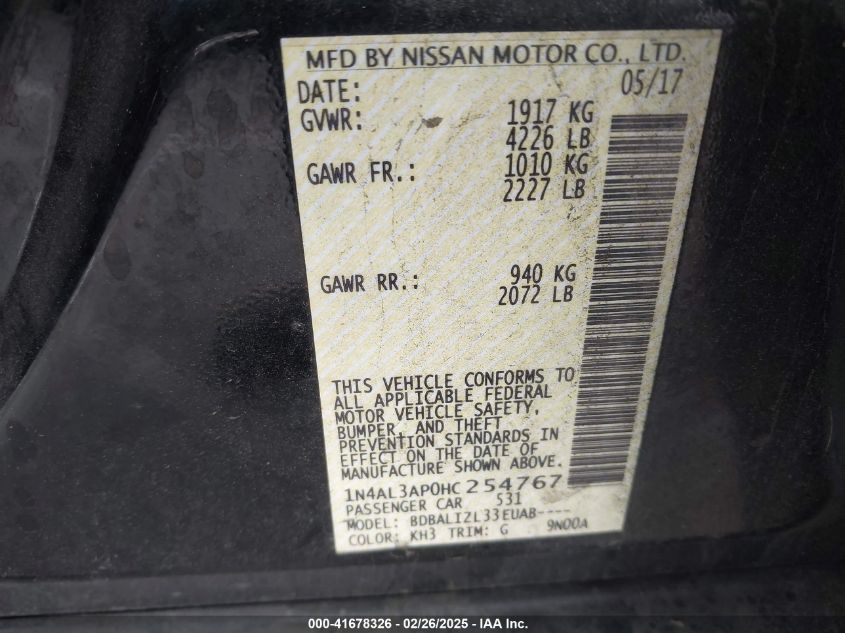 MFD BY NISSAN MOTOR CO., LTD.
DATE: 05/17
GVWR: 1917 KG
4226 LB
GAWR FR.: 1010 KG
2227 LB
GAWR RR.: 940 KG
2072 LB
THIS VEHICLE CONFORMS TO
ALL APPLICABLE FEDERAL
MOTOR VEHICLE SAFETY,
BUMPER, AND THEFT
PREVENTION STANDARDS IN
EFFECT ON THE DATE OF
MANUFACTURE SHOWN ABOVE.
1N4AL3AP0HC254767
PASSENGER CAR 531
MODEL: BDBALIZL33EUAB----
COLOR: KH3 TRIM: G 9N00A
000-41678326 - 02/26/2025 - IAA Inc.